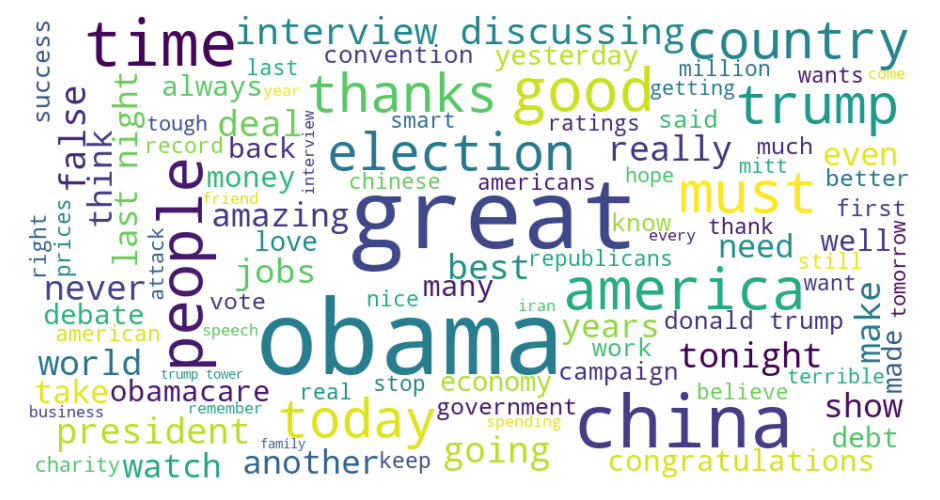 time
interview discussing
country
success
convention
yesterday
million
wants
come
last
always
year
thanks
good
getting
trump
false
think
last night
tough
deal
smart
ratings
said
record
back
interview
election
really
much
even
money
chinese
americans
hope
mitt
better
people
friend
amazing
great
must
first
know
thank
right
prices
attack
love
every
need
well
tomorrow
jobs
best
republicans
still
never
many
america
want
vote
nice
iran
make
made
debate
obama
years
donald trump
american
speech
work
world
trump tower
real
stop
economy
campaign
tonight
terrible
take
obamacare
believe
business
remember
today
government
china
show
president
spending
debt
family
charity
watch
another
keep
going
congratulations